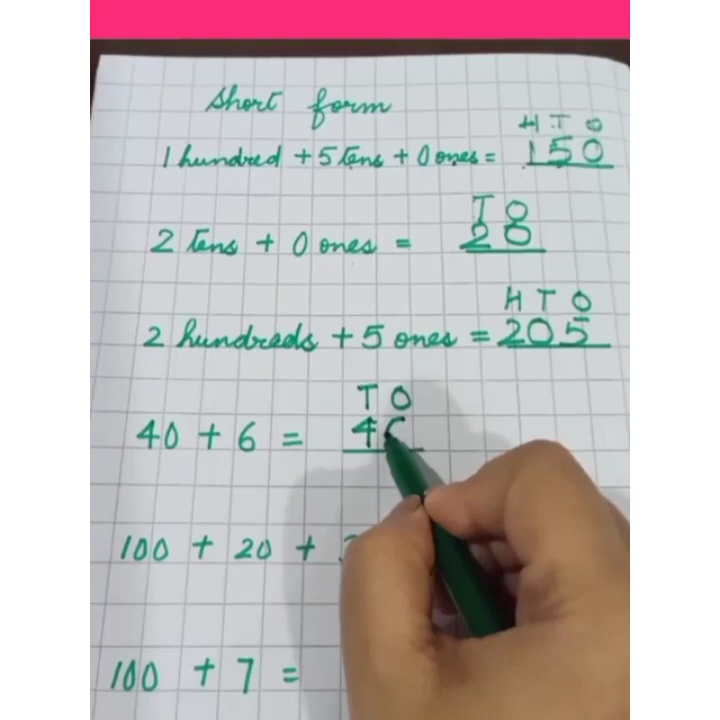 Short form
H T O
1 hundred + 5 Tens + 0 ones = 150
T O
2 Tens + 0 ones = 20
H T O
2 hundreds + 5 ones = 205
T O
40 + 6 = 4
100 + 20 +
100 + 7 =